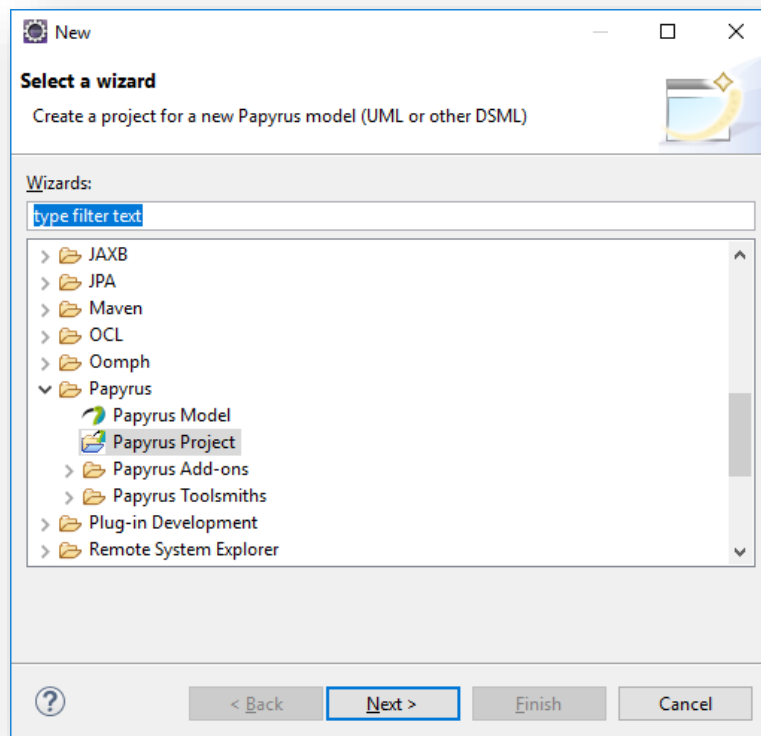 New
Select a wizard
Create a project for a new Papyrus model (UML or other DSML)
Wizards:
type filter text
JAXB
JPA
Maven
OCL
Oomph
Papyrus
Papyrus Model
Papyrus Project
Papyrus Add-ons
Papyrus Toolsmiths
Plug-in Development
Remote System Explorer
? < Back Next > Finish Cancel